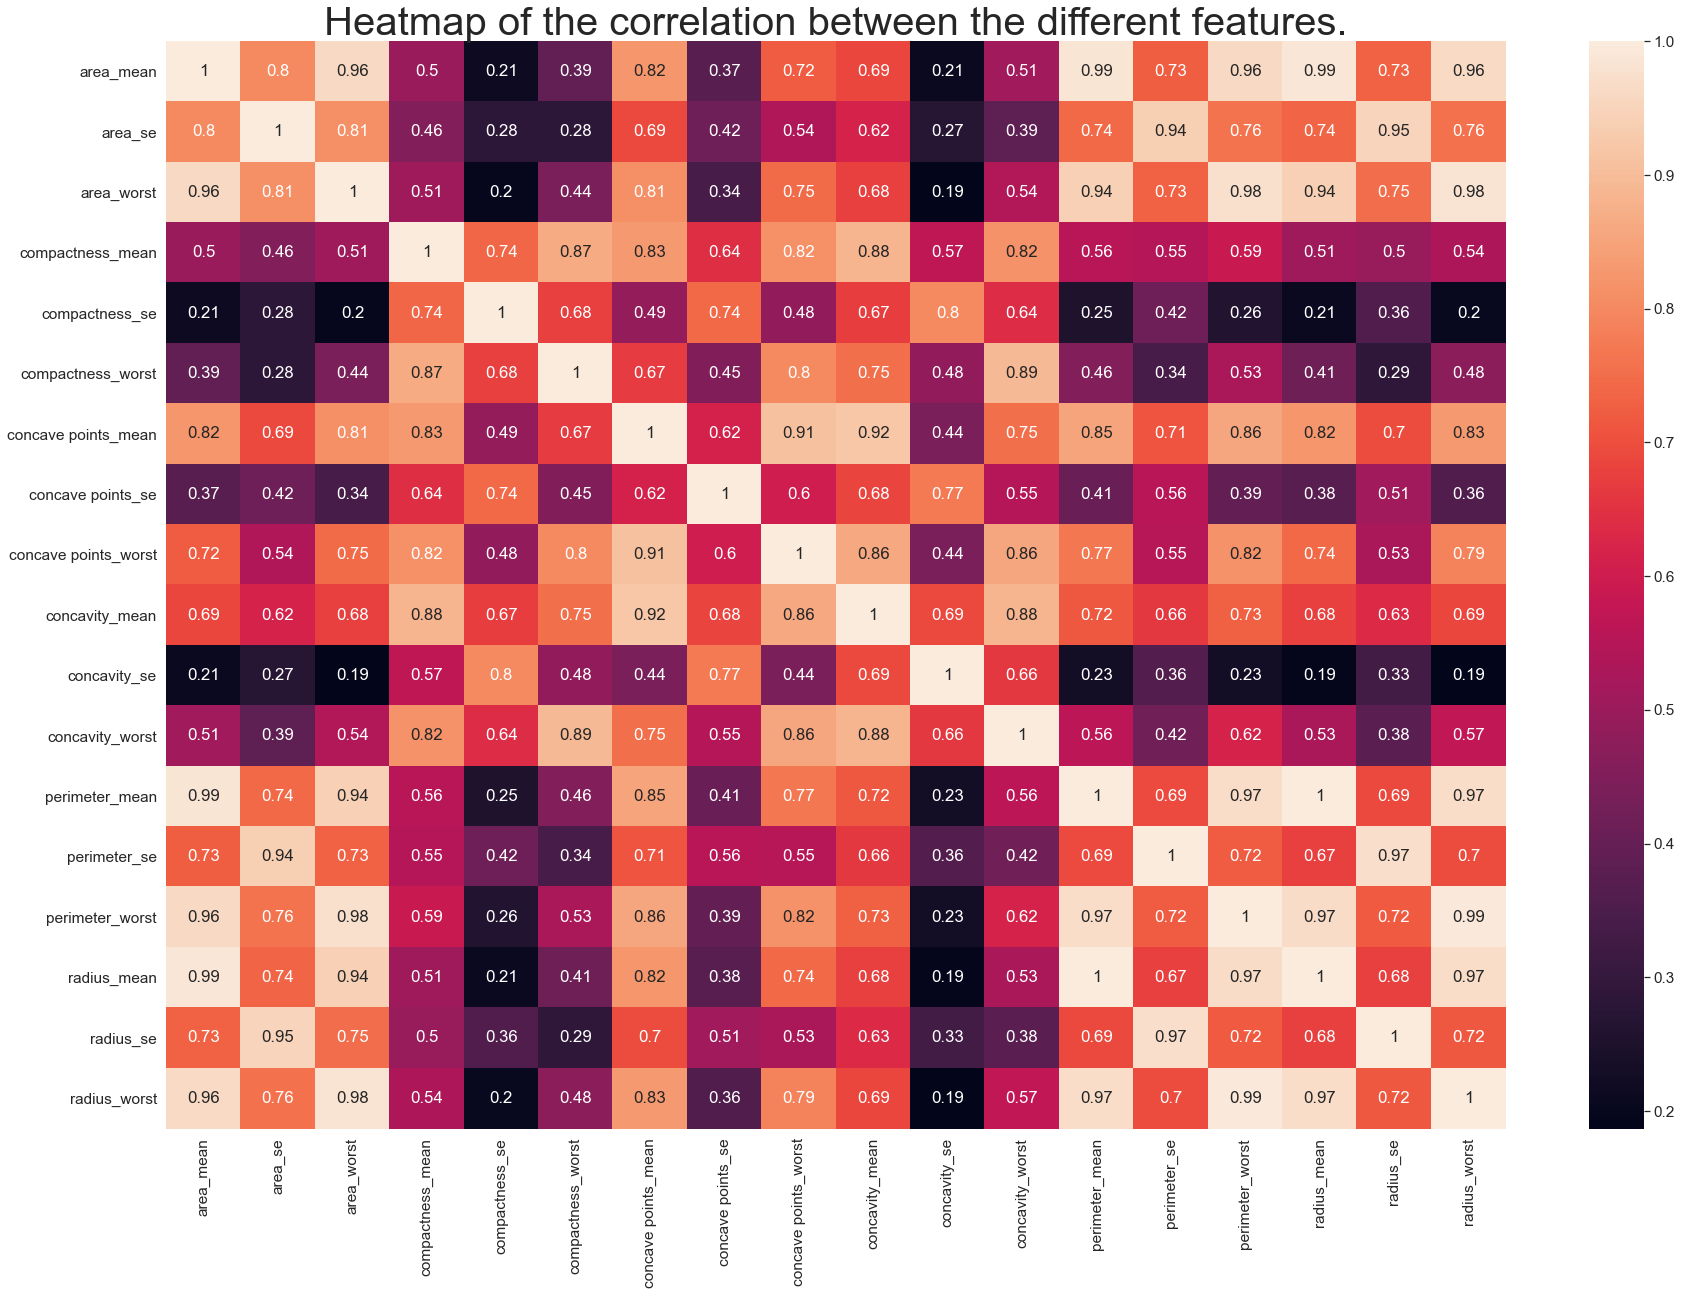 Heatmap of the correlation between the different features.
area_mean 1 0.8 0.96 0.5 0.21 0.39 0.82 0.37 0.72 0.69 0.21 0.51 0.99 0.73 0.96 0.99 0.73 0.96
area_se 0.8 1 0.81 0.46 0.28 0.28 0.69 0.42 0.54 0.62 0.27 0.39 0.74 0.94 0.76 0.74 0.95 0.76
area_worst 0.96 0.81 1 0.51 0.2 0.44 0.81 0.34 0.75 0.68 0.19 0.54 0.94 0.73 0.98 0.94 0.75 0.98
compactness_mean 0.5 0.46 0.51 1 0.74 0.87 0.83 0.64 0.82 0.88 0.57 0.82 0.56 0.55 0.59 0.51 0.5 0.54
compactness_se 0.21 0.28 0.2 0.74 1 0.68 0.49 0.74 0.48 0.67 0.8 0.64 0.25 0.42 0.26 0.21 0.36 0.2
compactness_worst 0.39 0.28 0.44 0.87 0.68 1 0.67 0.45 0.8 0.75 0.48 0.89 0.46 0.34 0.53 0.41 0.29 0.48
concave points_mean 0.82 0.69 0.81 0.83 0.49 0.67 1 0.62 0.91 0.92 0.44 0.75 0.85 0.71 0.86 0.82 0.7 0.83
concave points_se 0.37 0.42 0.34 0.64 0.74 0.45 0.62 1 0.6 0.68 0.77 0.55 0.41 0.56 0.39 0.38 0.51 0.36
concave points_worst 0.72 0.54 0.75 0.82 0.48 0.8 0.91 0.6 1 0.86 0.44 0.86 0.77 0.55 0.82 0.74 0.53 0.79
concavity_mean 0.69 0.62 0.68 0.88 0.67 0.75 0.92 0.68 0.86 1 0.69 0.88 0.72 0.66 0.73 0.68 0.63 0.69
concavity_se 0.21 0.27 0.19 0.57 0.8 0.48 0.44 0.77 0.44 0.69 1 0.66 0.23 0.36 0.23 0.19 0.33 0.19
concavity_worst 0.51 0.39 0.54 0.82 0.64 0.89 0.75 0.55 0.86 0.88 0.66 1 0.56 0.42 0.62 0.53 0.38 0.57
perimeter_mean 0.99 0.74 0.94 0.56 0.25 0.46 0.85 0.41 0.77 0.72 0.23 0.56 1 0.69 0.97 1 0.69 0.97
perimeter_se 0.73 0.94 0.73 0.55 0.42 0.34 0.71 0.56 0.55 0.66 0.36 0.42 0.69 1 0.72 0.67 0.97 0.7
perimeter_worst 0.96 0.76 0.98 0.59 0.26 0.53 0.86 0.39 0.82 0.73 0.23 0.62 0.97 0.72 1 0.97 0.72 0.99
radius_mean 0.99 0.74 0.94 0.51 0.21 0.41 0.82 0.38 0.74 0.68 0.19 0.53 1 0.67 0.97 1 0.68 0.97
radius_se 0.73 0.95 0.75 0.5 0.36 0.29 0.7 0.51 0.53 0.63 0.33 0.38 0.69 0.97 0.72 0.68 1 0.72
radius_worst 0.96 0.76 0.98 0.54 0.2 0.48 0.83 0.36 0.79 0.69 0.19 0.57 0.97 0.7 0.99 0.97 0.72 1
area_mean
area_se
area_worst
compactness_mean
compactness_se
compactness_worst
concave points_mean
concave points_se
concave points_worst
concavity_mean
concavity_se
concavity_worst
perimeter_mean
perimeter_se
perimeter_worst
radius_mean
radius_se
radius_worst
1.0
0.9
0.8
0.7
0.6
0.5
0.4
0.3
0.2